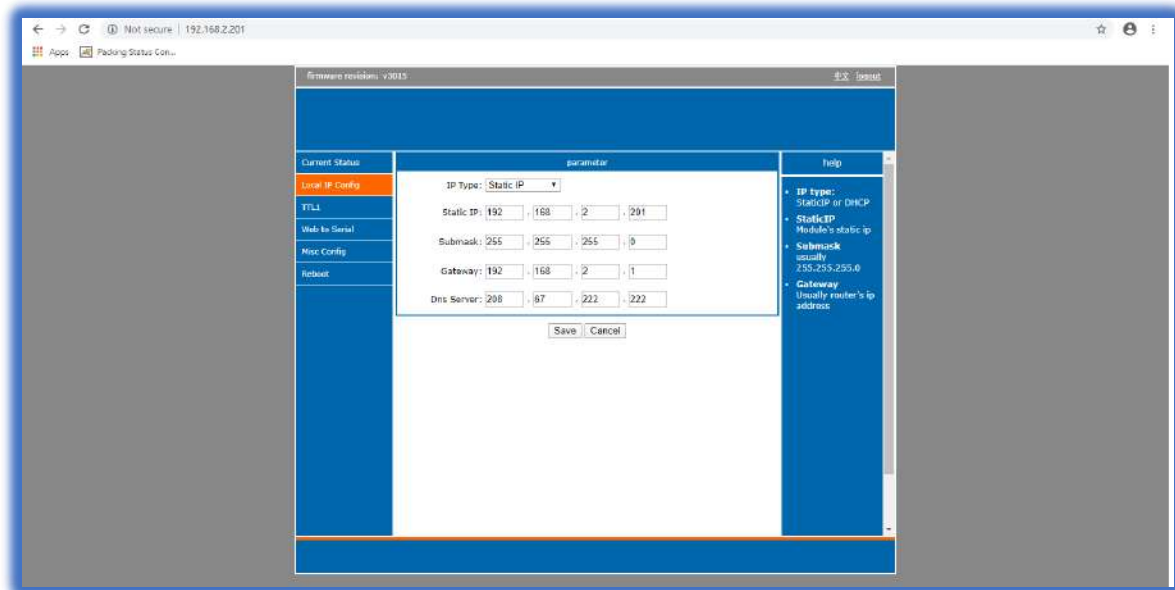 Not secure | 192.168.2.201
Apps Packing Status Con...
firmware revision: v3015 中文 logout
Current Status
Local IP Config
TTL1
Web to Serial
Misc Config
Reboot
parameter
IP Type: Static IP
Static IP: 192 . 168 . 2 . 201
Submask: 255 . 255 . 255 . 0
Gateway: 192 . 168 . 2 . 1
Dns Server: 208 . 67 . 222 . 222
Save Cancel
help
• IP type:
StaticIP or DHCP
• StaticIP
Module's static ip
• Submask
usually
255.255.255.0
• Gateway
Usually router's ip
address